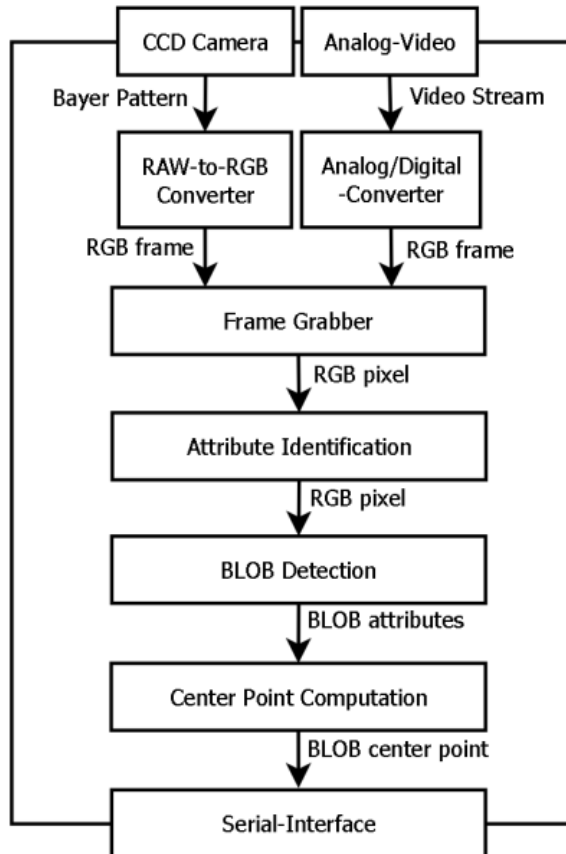 CCD Camera
Analog-Video
Bayer Pattern
Video Stream
RAW-to-RGB
Converter
Analog/Digital
-Converter
RGB frame
RGB frame
Frame Grabber
RGB pixel
Attribute Identification
RGB pixel
BLOB Detection
BLOB attributes
Center Point Computation
BLOB center point
Serial-Interface